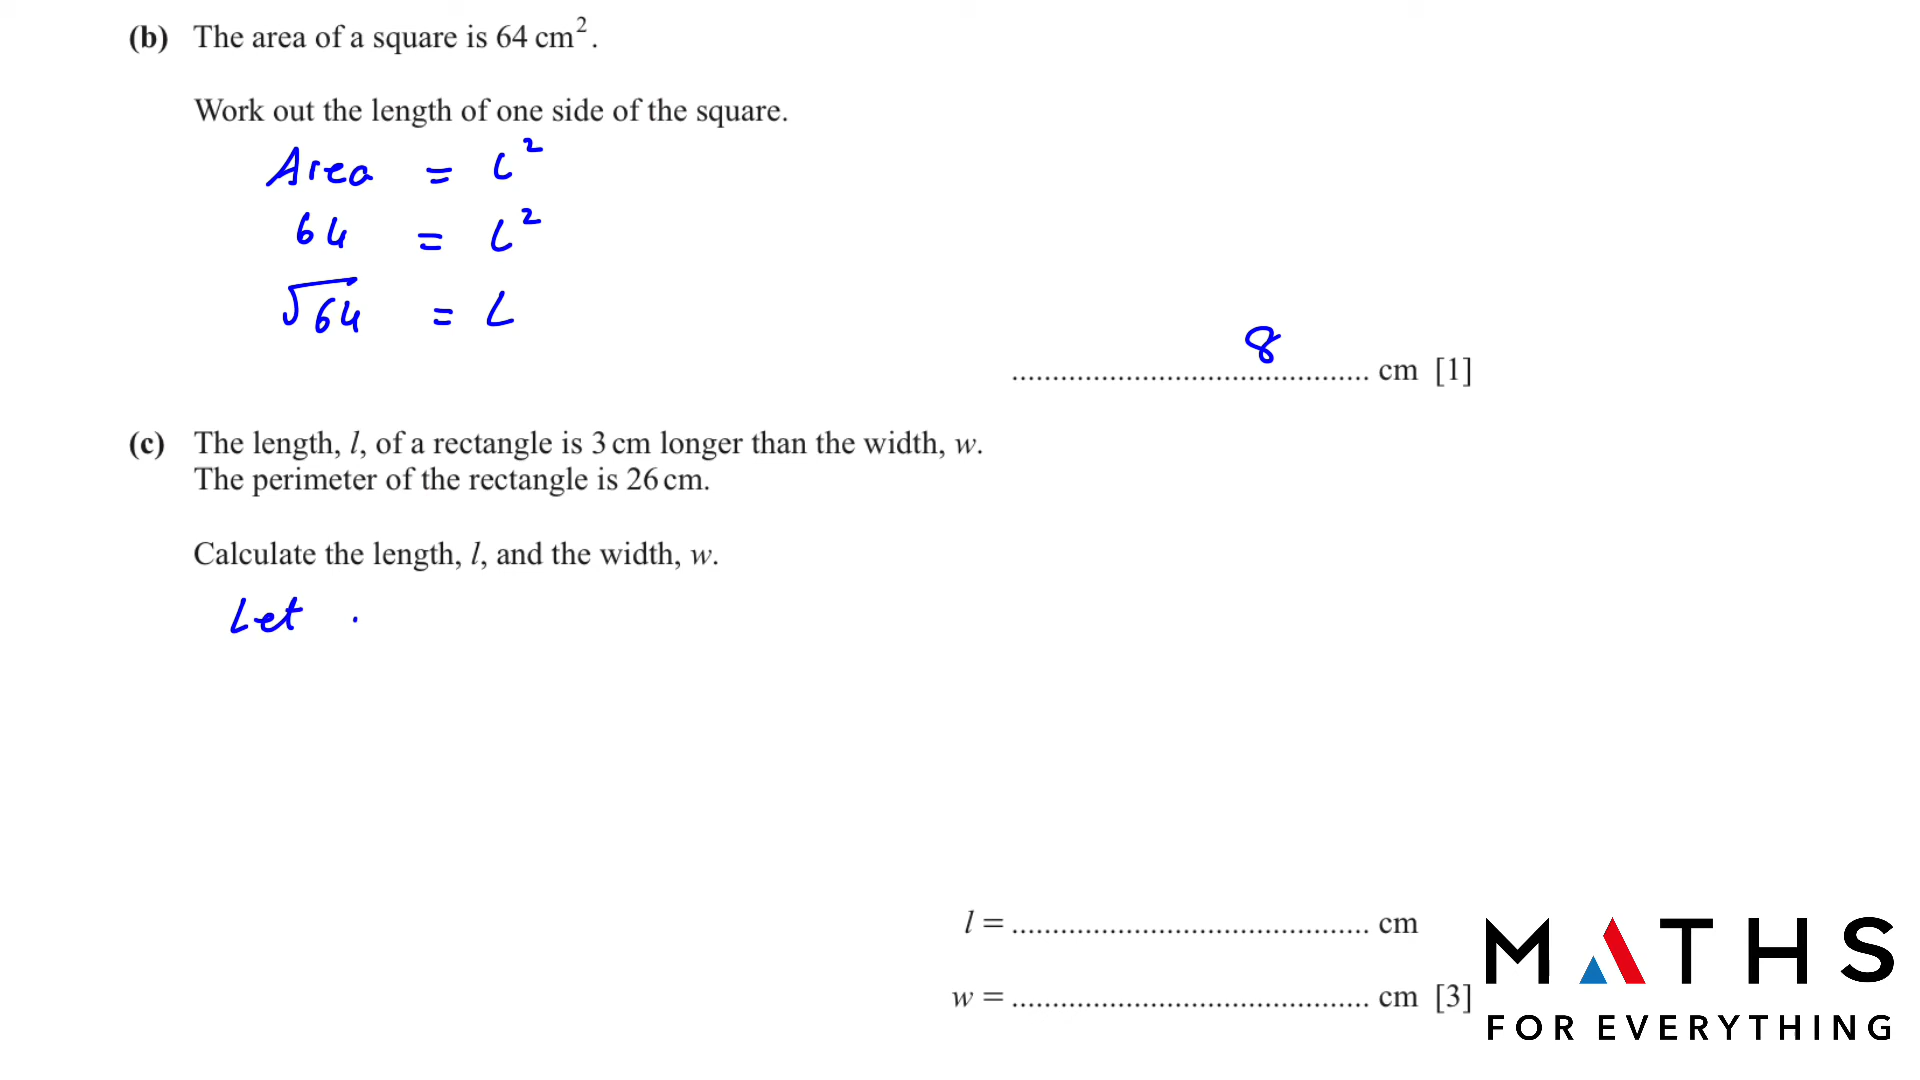 (b) The area of a square is 64 cm².
Work out the length of one side of the square.
Area = L²
64 = L²
√64 = L
8
........................................... cm [1]
(c) The length, l, of a rectangle is 3 cm longer than the width, w.
The perimeter of the rectangle is 26 cm.
Calculate the length, l, and the width, w.
Let .
l = ........................................... cm
w = ........................................... cm [3]
MATHS
FOR EVERYTHING